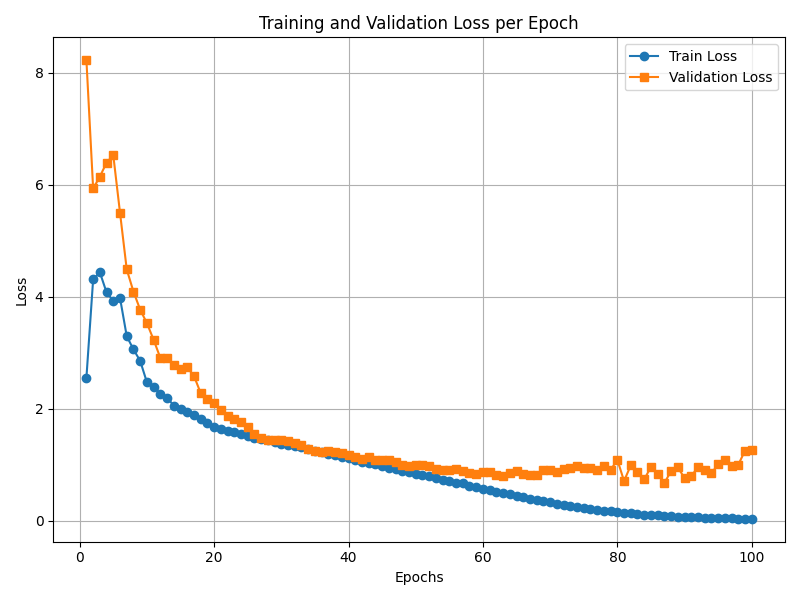 Training and Validation Loss per Epoch
Train Loss
Validation Loss
Loss
8
6
4
2
0
0 20 40 60 80 100
Epochs